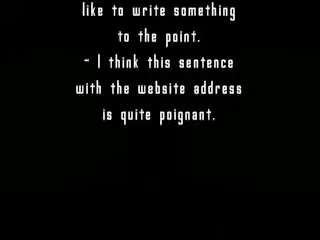 like to write something
to the point.
- I think this sentence
with the website address
is quite poignant.